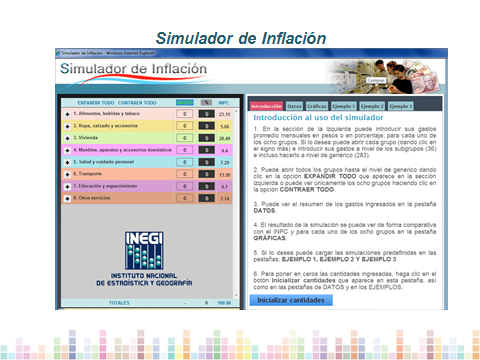 Simulador de Inflación
Simulador de Inflación - Windows Internet Explorer
Simulador de Inflación
Compras
EXPANDIR TODO CONTRAER TODO % INPC
1. Alimentos, bebidas y tabaco 0 0 23.15
2. Ropa, calzado y accesorios 0 0 5.66
3. Vivienda 0 0 28.49
4. Muebles, aparatos y accesorios domésticos 0 0 4.4
5. Salud y cuidado personal 0 0 7.29
6. Transporte 0 0 13.58
7. Educación y esparcimiento 0 0 9.7
8. Otros servicios 0 0 7.74
INEGI
INSTITUTO NACIONAL
DE ESTADÍSTICA Y GEOGRAFÍA
TOTALES -- 0 100.00
Introducción Datos Gráficas Ejemplo 1 Ejemplo 2 Ejemplo 3
Introducción al uso del simulador
1. En la sección de la izquierda puede introducir sus gastos
promedio mensuales en pesos o en porcentaje, para cada uno de
los ocho grupos. Si lo desea puede abrir cada grupo (dando clic en
el signo más) e introducir sus gastos a nivel de los subgrupos (36)
e incluso hacerlo a nivel de genérico (283).
2. Puede abrir todos los grupos hasta el nivel de genérico dando
clic en la opción EXPANDIR TODO que aparece en la sección
izquierda o puede ver únicamente los ocho grupos haciendo clic en
la opción CONTRAER TODO.
3. Puede ver el resumen de los gastos ingresados en la pestaña
DATOS.
4. El resultado de la simulación se puede ver de forma comparativa
con el INPC y para cada uno de los ocho grupos en la pestaña
GRÁFICAS.
5. Si lo desea puede cargar las simulaciones predefinidas en las
pestañas: EJEMPLO 1, EJEMPLO 2 Y EJEMPLO 3.
6. Para poner en ceros las cantidades ingresadas, haga clic en el
botón Inicializar cantidades que aparece en esta pestaña, así
como en las pestañas de DATOS y en los EJEMPLOS.
Inicializar cantidades